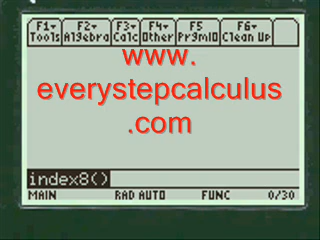 F1▾ F2▾ F3▾ F4▾ F5 F6▾
Tools Algebra Calc Other PrgmIO Clean Up
www.
everystepcalculus
.com
index8()
MAIN RAD AUTO FUNC 0/30